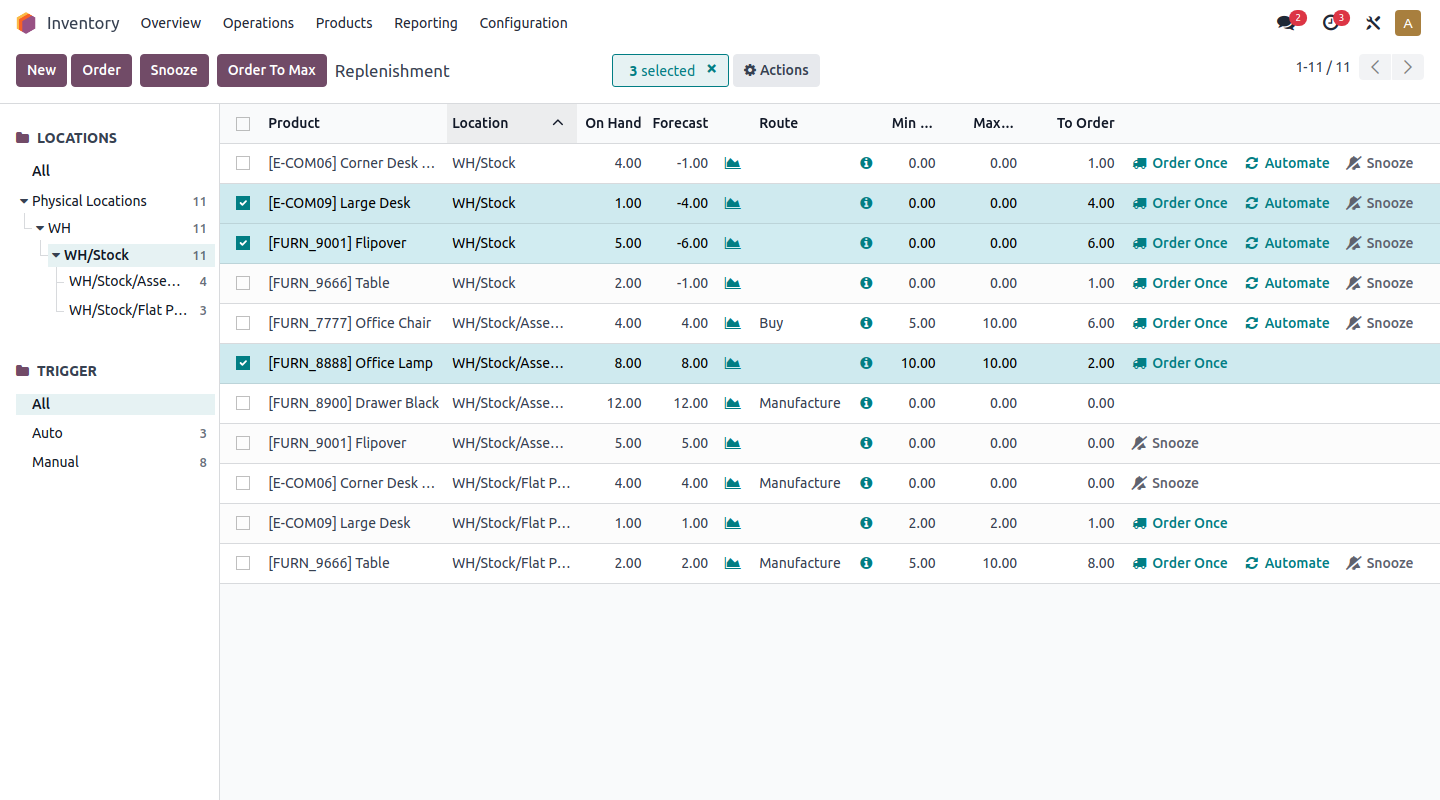 Inventory Overview Operations Products Reporting Configuration 2 3 A
New Order Snooze Order To Max Replenishment 3 selected Actions 1-11 / 11
LOCATIONS
All
Physical Locations 11
WH 11
WH/Stock 11
WH/Stock/Asse... 4
WH/Stock/Flat P... 3
TRIGGER
All
Auto 3
Manual 8
Product Location On Hand Forecast Route Min ... Max... To Order
[E-COM06] Corner Desk ... WH/Stock 4.00 -1.00 0.00 0.00 1.00 Order Once Automate Snooze
[E-COM09] Large Desk WH/Stock 1.00 -4.00 0.00 0.00 4.00 Order Once Automate Snooze
[FURN_9001] Flipover WH/Stock 5.00 -6.00 0.00 0.00 6.00 Order Once Automate Snooze
[FURN_9666] Table WH/Stock 2.00 -1.00 0.00 0.00 1.00 Order Once Automate Snooze
[FURN_7777] Office Chair WH/Stock/Asse... 4.00 4.00 Buy 5.00 10.00 6.00 Order Once Automate Snooze
[FURN_8888] Office Lamp WH/Stock/Asse... 8.00 8.00 10.00 10.00 2.00 Order Once
[FURN_8900] Drawer Black WH/Stock/Asse... 12.00 12.00 Manufacture 0.00 0.00 0.00
[FURN_9001] Flipover WH/Stock/Asse... 5.00 5.00 0.00 0.00 0.00 Snooze
[E-COM06] Corner Desk ... WH/Stock/Flat P... 4.00 4.00 Manufacture 0.00 0.00 0.00 Snooze
[E-COM09] Large Desk WH/Stock/Flat P... 1.00 1.00 2.00 2.00 1.00 Order Once
[FURN_9666] Table WH/Stock/Flat P... 2.00 2.00 Manufacture 5.00 10.00 8.00 Order Once Automate Snooze